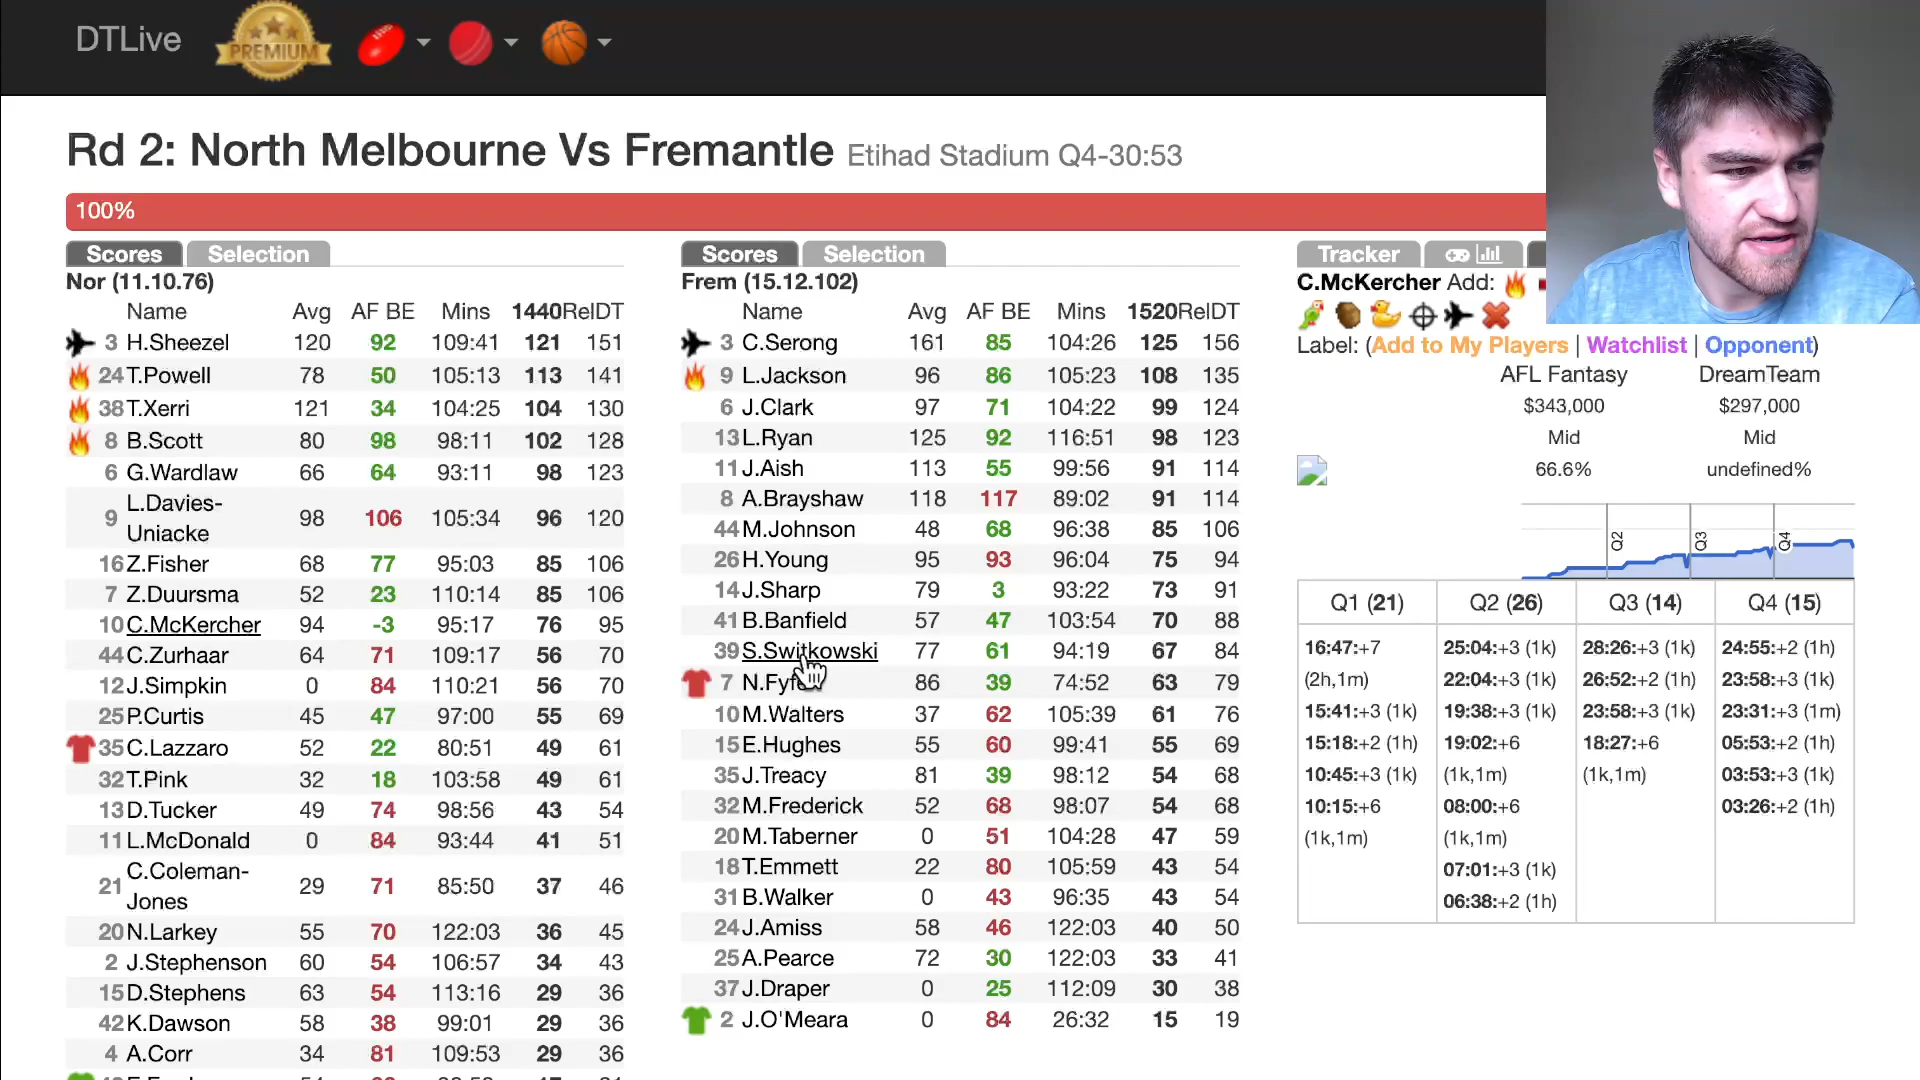 DTLive
PREMIUM
Rd 2: North Melbourne Vs Fremantle Etihad Stadium Q4-30:53
100%
Scores Selection
Nor (11.10.76)
Name Avg AF BE Mins 1440 RelDT
3 H.Sheezel 120 92 109:41 121 151
24 T.Powell 78 50 105:13 113 141
38 T.Xerri 121 34 104:25 104 130
8 B.Scott 80 98 98:11 102 128
6 G.Wardlaw 66 64 93:11 98 123
9 L.Davies-
Uniacke 98 106 105:34 96 120
16 Z.Fisher 68 77 95:03 85 106
7 Z.Duursma 52 23 110:14 85 106
10 C.McKercher 94 -3 95:17 76 95
44 C.Zurhaar 64 71 109:17 56 70
12 J.Simpkin 0 84 110:21 56 70
25 P.Curtis 45 47 97:00 55 69
35 C.Lazzaro 52 22 80:51 49 61
32 T.Pink 32 18 103:58 49 61
13 D.Tucker 49 74 98:56 43 54
11 L.McDonald 0 84 93:44 41 51
21 C.Coleman-
Jones 29 71 85:50 37 46
20 N.Larkey 55 70 122:03 36 45
2 J.Stephenson 60 54 106:57 34 43
15 D.Stephens 63 54 113:16 29 36
42 K.Dawson 58 38 99:01 29 36
4 A.Corr 34 81 109:53 29 36
Scores Selection
Frem (15.12.102)
Name Avg AF BE Mins 1520 RelDT
3 C.Serong 161 85 104:26 125 156
9 L.Jackson 96 86 105:23 108 135
6 J.Clark 97 71 104:22 99 124
13 L.Ryan 125 92 116:51 98 123
11 J.Aish 113 55 99:56 91 114
8 A.Brayshaw 118 117 89:02 91 114
44 M.Johnson 48 68 96:38 85 106
26 H.Young 95 93 96:04 75 94
14 J.Sharp 79 3 93:22 73 91
41 B.Banfield 57 47 103:54 70 88
39 S.Switkowski 77 61 94:19 67 84
7 N.Fyfe 86 39 74:52 63 79
10 M.Walters 37 62 105:39 61 76
15 E.Hughes 55 60 99:41 55 69
35 J.Treacy 81 39 98:12 54 68
32 M.Frederick 52 68 98:07 54 68
20 M.Taberner 0 51 104:28 47 59
18 T.Emmett 22 80 105:59 43 54
31 B.Walker 0 43 96:35 43 54
24 J.Amiss 58 46 122:03 40 50
25 A.Pearce 72 30 122:03 33 41
37 J.Draper 0 25 112:09 30 38
2 J.O'Meara 0 84 26:32 15 19
Tracker
C.McKercher Add:
Label: (Add to My Players | Watchlist | Opponent)
AFL Fantasy DreamTeam
$343,000 $297,000
Mid Mid
66.6% undefined%
Q2 Q3 Q4
Q1 (21) Q2 (26) Q3 (14) Q4 (15)
16:47:+7
(2h,1m)
15:41:+3 (1k)
15:18:+2 (1h)
10:45:+3 (1k)
10:15:+6
(1k,1m)
25:04:+3 (1k)
22:04:+3 (1k)
19:38:+3 (1k)
19:02:+6
(1k,1m)
08:00:+6
(1k,1m)
07:01:+3 (1k)
06:38:+2 (1h)
28:26:+3 (1k)
26:52:+2 (1h)
23:58:+3 (1k)
18:27:+6
(1k,1m)
24:55:+2 (1h)
23:58:+3 (1k)
23:31:+3 (1m)
05:53:+2 (1h)
03:53:+3 (1k)
03:26:+2 (1h)